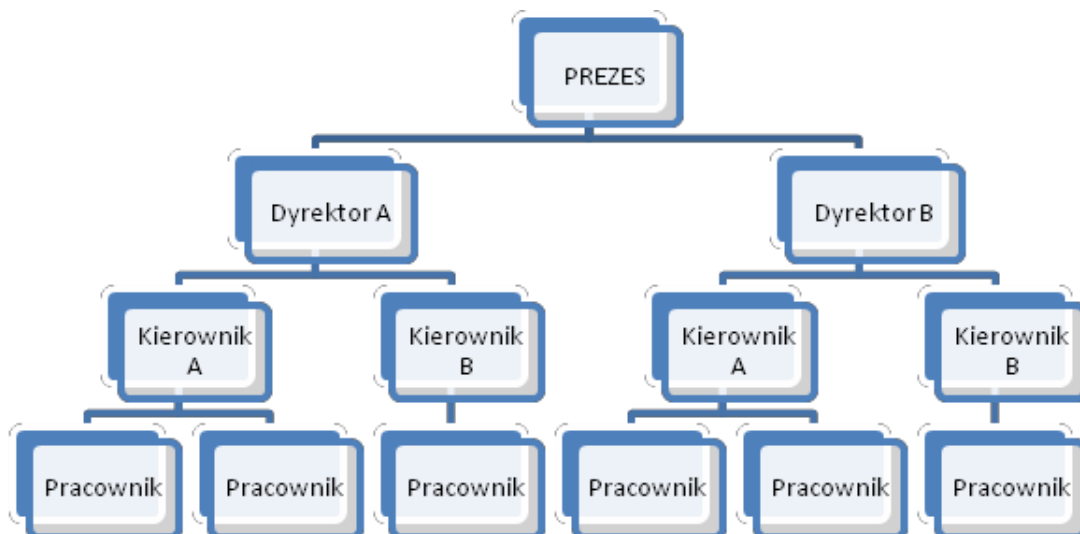 PREZES
Dyrektor A
Dyrektor B
Kierownik
A
Kierownik
B
Kierownik
A
Kierownik
B
Pracownik
Pracownik
Pracownik
Pracownik
Pracownik
Pracownik